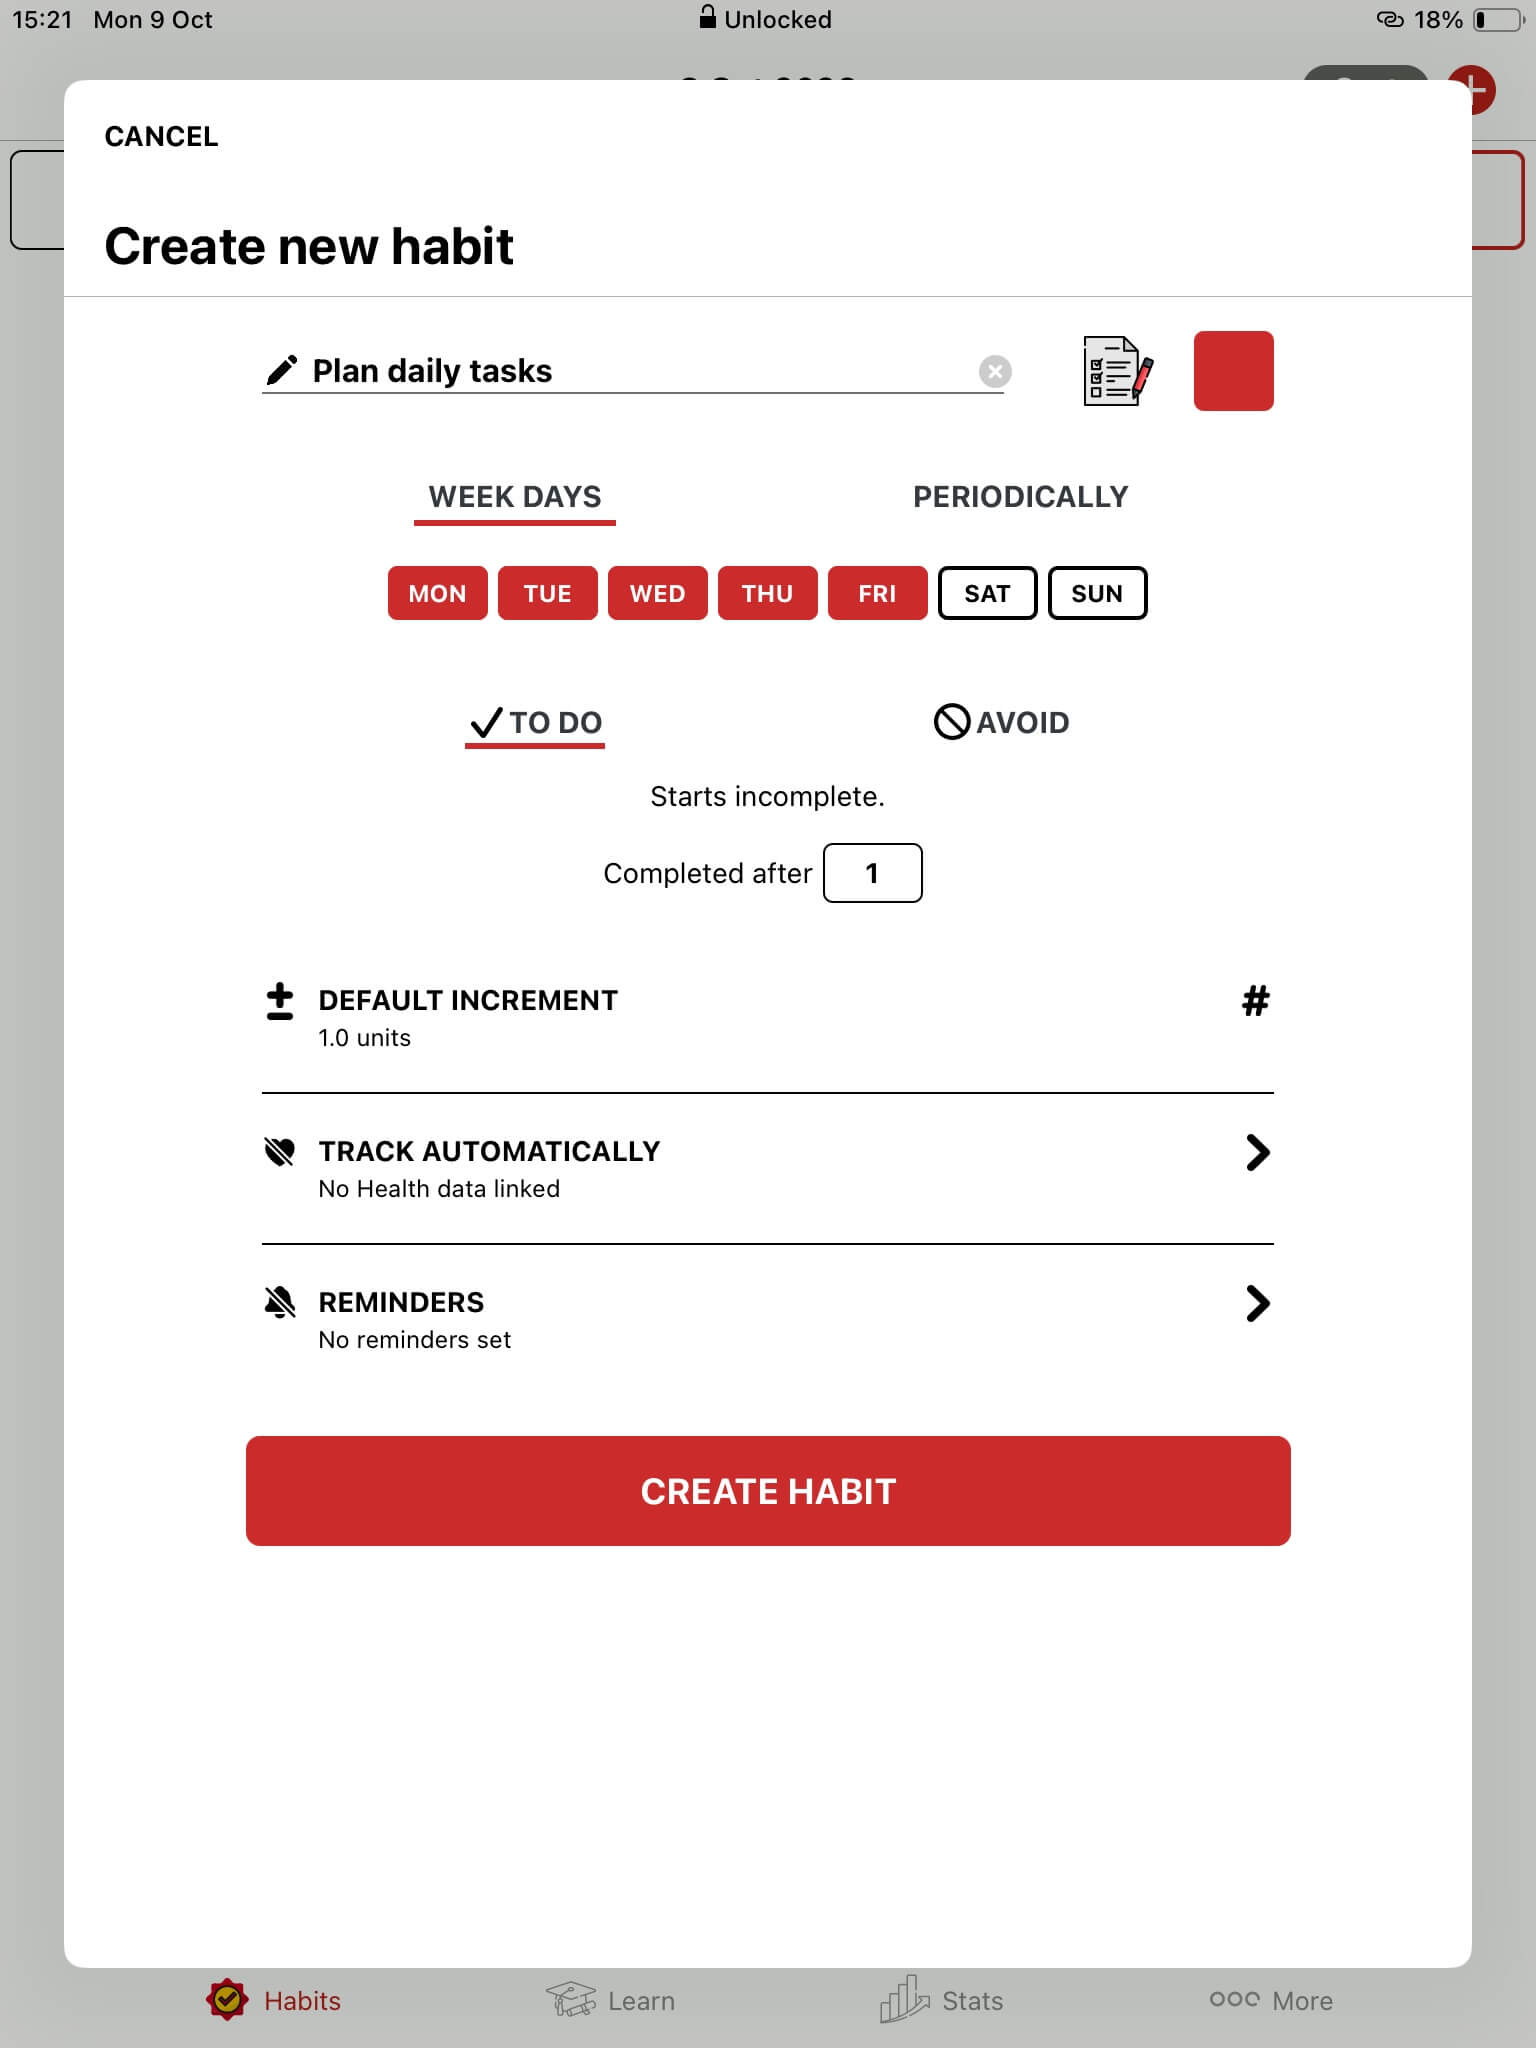 15:21 Mon 9 Oct Unlocked 18%
CANCEL
Create new habit
Plan daily tasks
WEEK DAYS PERIODICALLY
MON TUE WED THU FRI SAT SUN
TO DO AVOID
Starts incomplete.
Completed after 1
DEFAULT INCREMENT #
1.0 units
TRACK AUTOMATICALLY
No Health data linked
REMINDERS
No reminders set
CREATE HABIT
Habits Learn Stats More